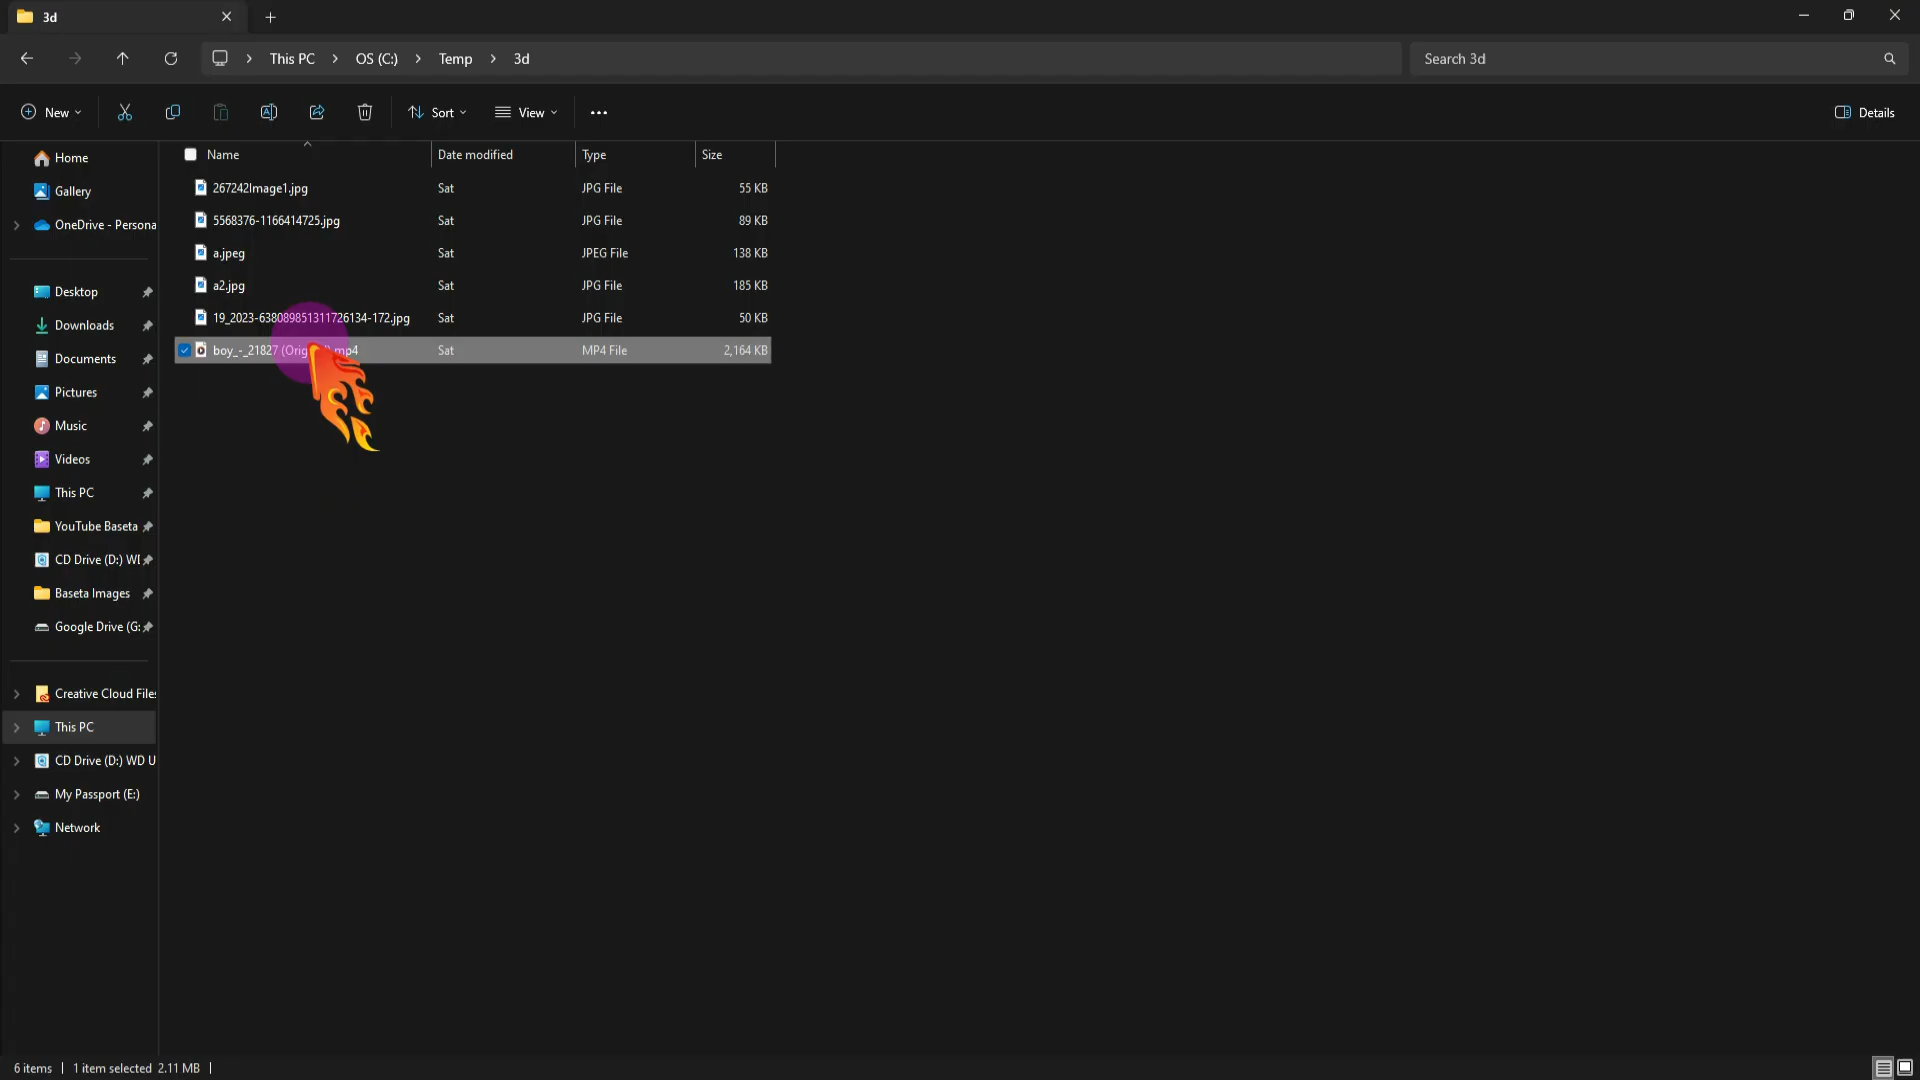 3d
This PC OS (C:) Temp 3d Search 3d
New Sort View Details
Name Date modified Type Size
267242Image1.jpg Sat JPG File 55 KB
5568376-1166414725.jpg Sat JPG File 89 KB
a.jpeg Sat JPEG File 138 KB
a2.jpg Sat JPG File 185 KB
19_2023-638089851311726134-172.jpg Sat JPG File 50 KB
boy_-_21827 Sat MP4 File 2,164 KB
Home
Gallery
OneDrive - Persona
Desktop
Downloads
Documents
Pictures
Music
Videos
This PC
YouTube Baseta
CD Drive (D:) WI
Baseta Images
Google Drive (G:
Creative Cloud Files
This PC
CD Drive (D:) WD U
My Passport (E:)
Network
6 items 1 item selected 2.11 MB